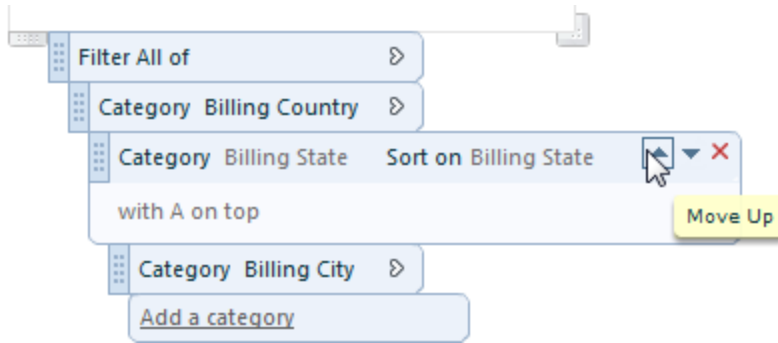 Filter All of
Category Billing Country
Category Billing State Sort on Billing State
with A on top
Move Up
Category Billing City
Add a category